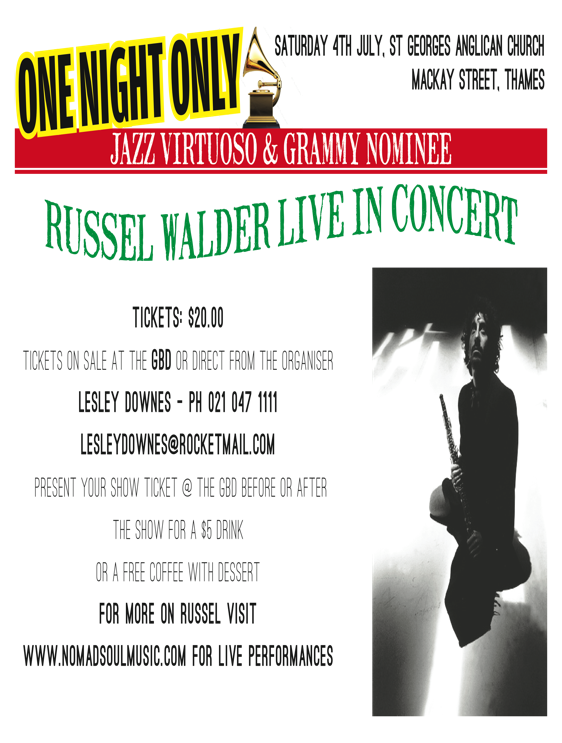 ONE NIGHT ONLY
SATURDAY 4TH JULY, ST GEORGES ANGLICAN CHURCH
MACKAY STREET, THAMES
JAZZ VIRTUOSO & GRAMMY NOMINEE
RUSSEL WALDER LIVE IN CONCERT
TICKETS: $20.00
TICKETS ON SALE AT THE GBD OR DIRECT FROM THE ORGANISER
LESLEY DOWNES - PH 021 047 1111
LESLEYDOWNES@ROCKETMAIL.COM
PRESENT YOUR SHOW TICKET @ THE GBD BEFORE OR AFTER
THE SHOW FOR A $5 DRINK
OR A FREE COFFEE WITH DESSERT
FOR MORE ON RUSSEL VISIT
WWW.NOMADSOULMUSIC.COM FOR LIVE PERFORMANCES